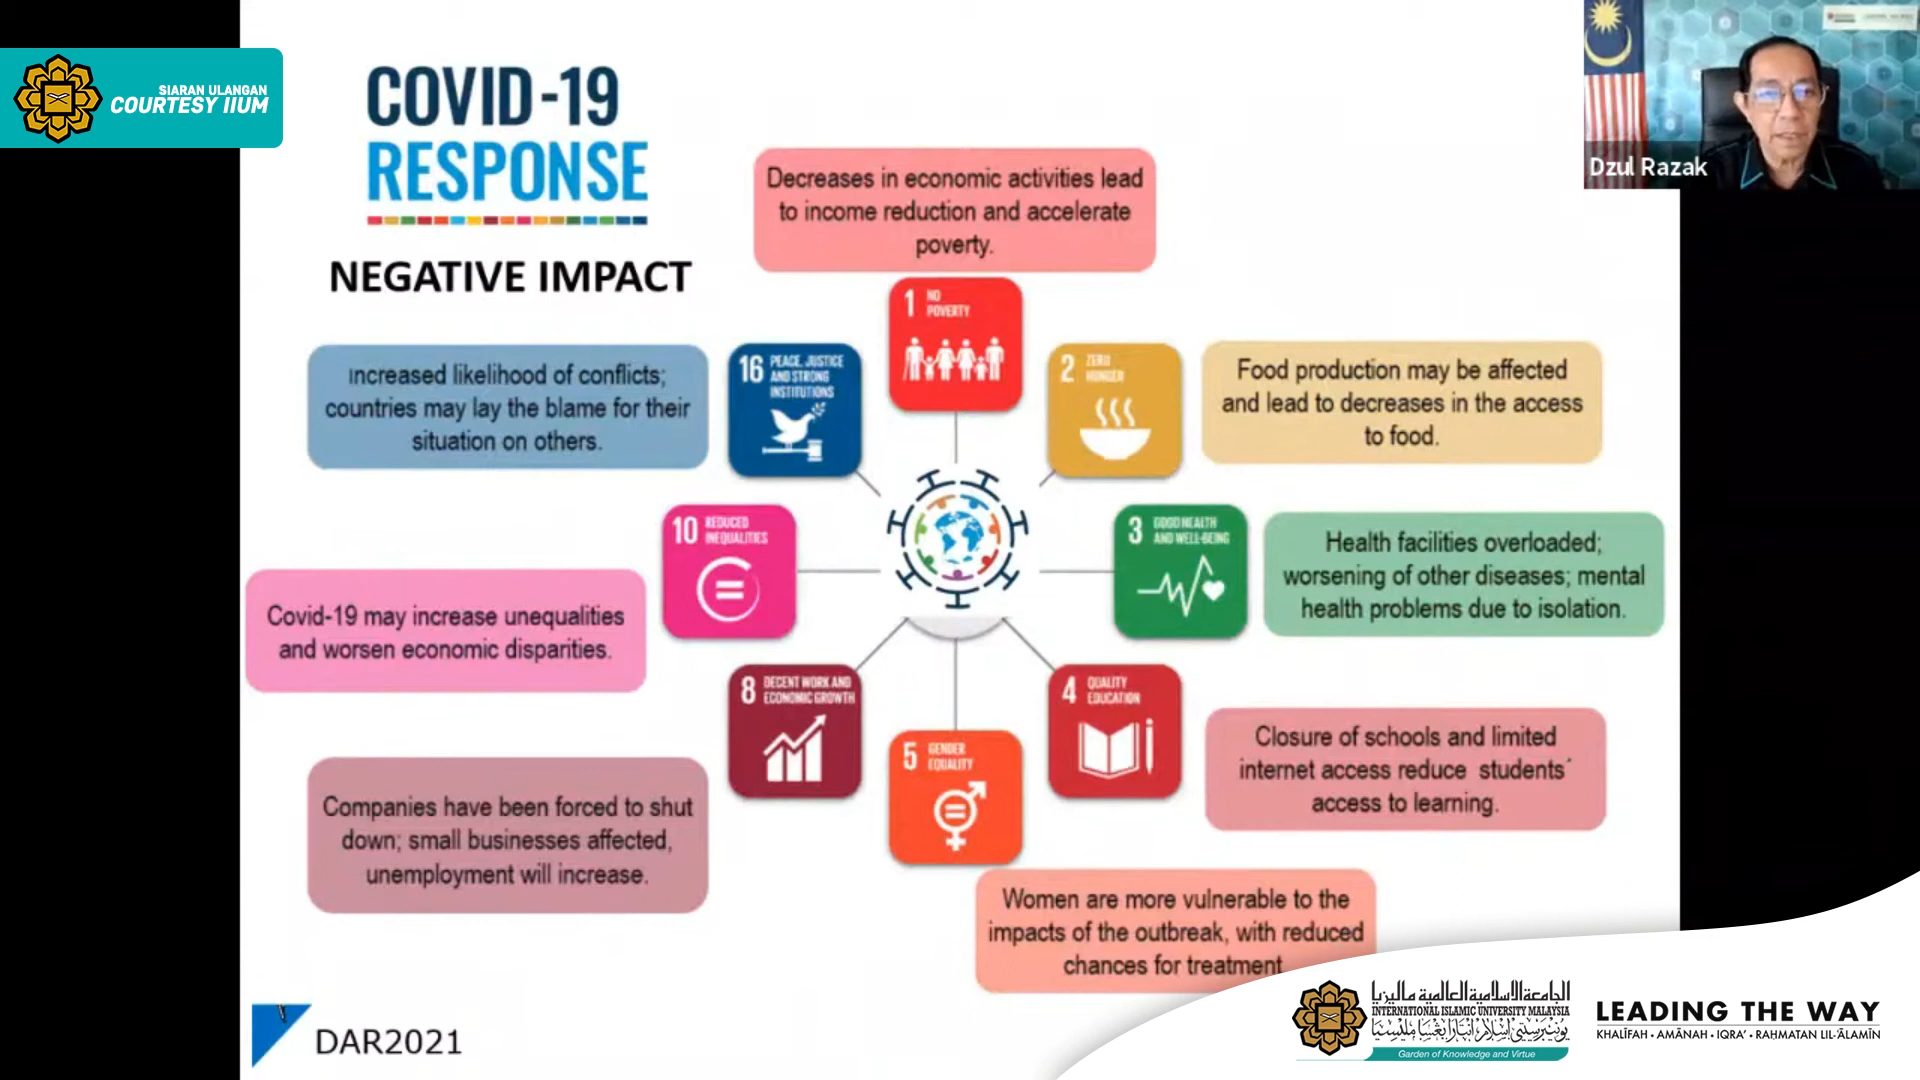 SIARAN ULANGAN
COURTESY IIUM
COVID-19
RESPONSE
NEGATIVE IMPACT
Dzul Razak
Decreases in economic activities lead
to income reduction and accelerate
poverty.
1 NO
POVERTY
2 ZERO
HUNGER
Food production may be affected
and lead to decreases in the access
to food.
3 GOOD HEALTH
AND WELL-BEING
Health facilities overloaded;
worsening of other diseases; mental
health problems due to isolation.
4 QUALITY
EDUCATION
Closure of schools and limited
internet access reduce students´
access to learning.
5 GENDER
EQUALITY
Women are more vulnerable to the
impacts of the outbreak, with reduced
chances for treatment
8 DECENT WORK AND
ECONOMIC GROWTH
Companies have been forced to shut
down; small businesses affected,
unemployment will increase.
10 REDUCED
INEQUALITIES
Covid-19 may increase unequalities
and worsen economic disparities.
16 PEACE, JUSTICE
AND STRONG
INSTITUTIONS
increased likelihood of conflicts;
countries may lay the blame for their
situation on others.
DAR2021
الجامعة الإسلامية العالمية ماليزيا
INTERNATIONAL ISLAMIC UNIVERSITY MALAYSIA
Garden of Knowledge and Virtue
LEADING THE WAY
KHALĪFAH • AMĀNAH • IQRA' • RAḤMATAN LIL-ʿĀLAMĪN